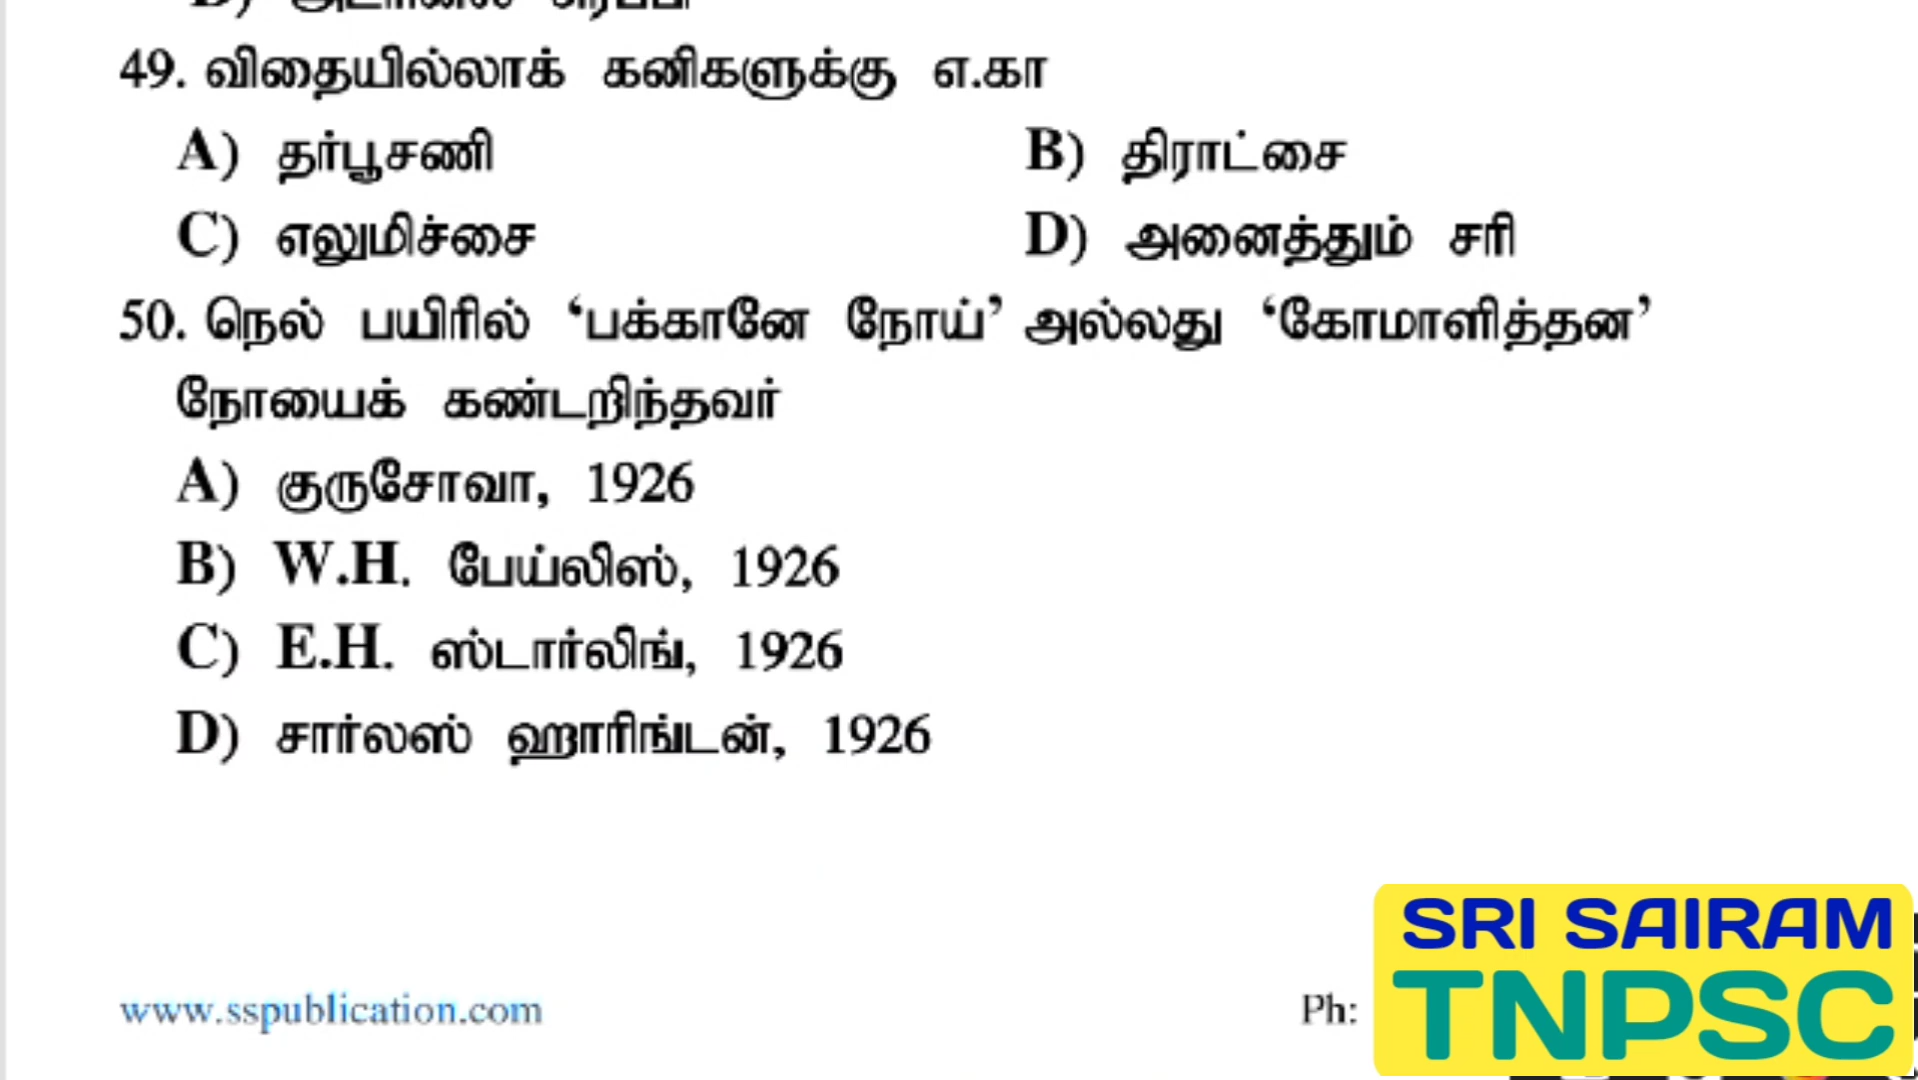 49. விதையில்லாக் கனிகளுக்கு எ.கா
A) தர்பூசணி B) திராட்சை
C) எலுமிச்சை D) அனைத்தும் சரி
50. நெல் பயிரில் ‘பக்கானே நோய்’ அல்லது ‘கோமாளித்தன’
நோயைக் கண்டறிந்தவர்
A) குருசோவா, 1926
B) W.H. பேய்லிஸ், 1926
C) E.H. ஸ்டார்லிங், 1926
D) சார்லஸ் ஹாரிங்டன், 1926
www.sspublication.com Ph:
SRI SAIRAM
TNPSC